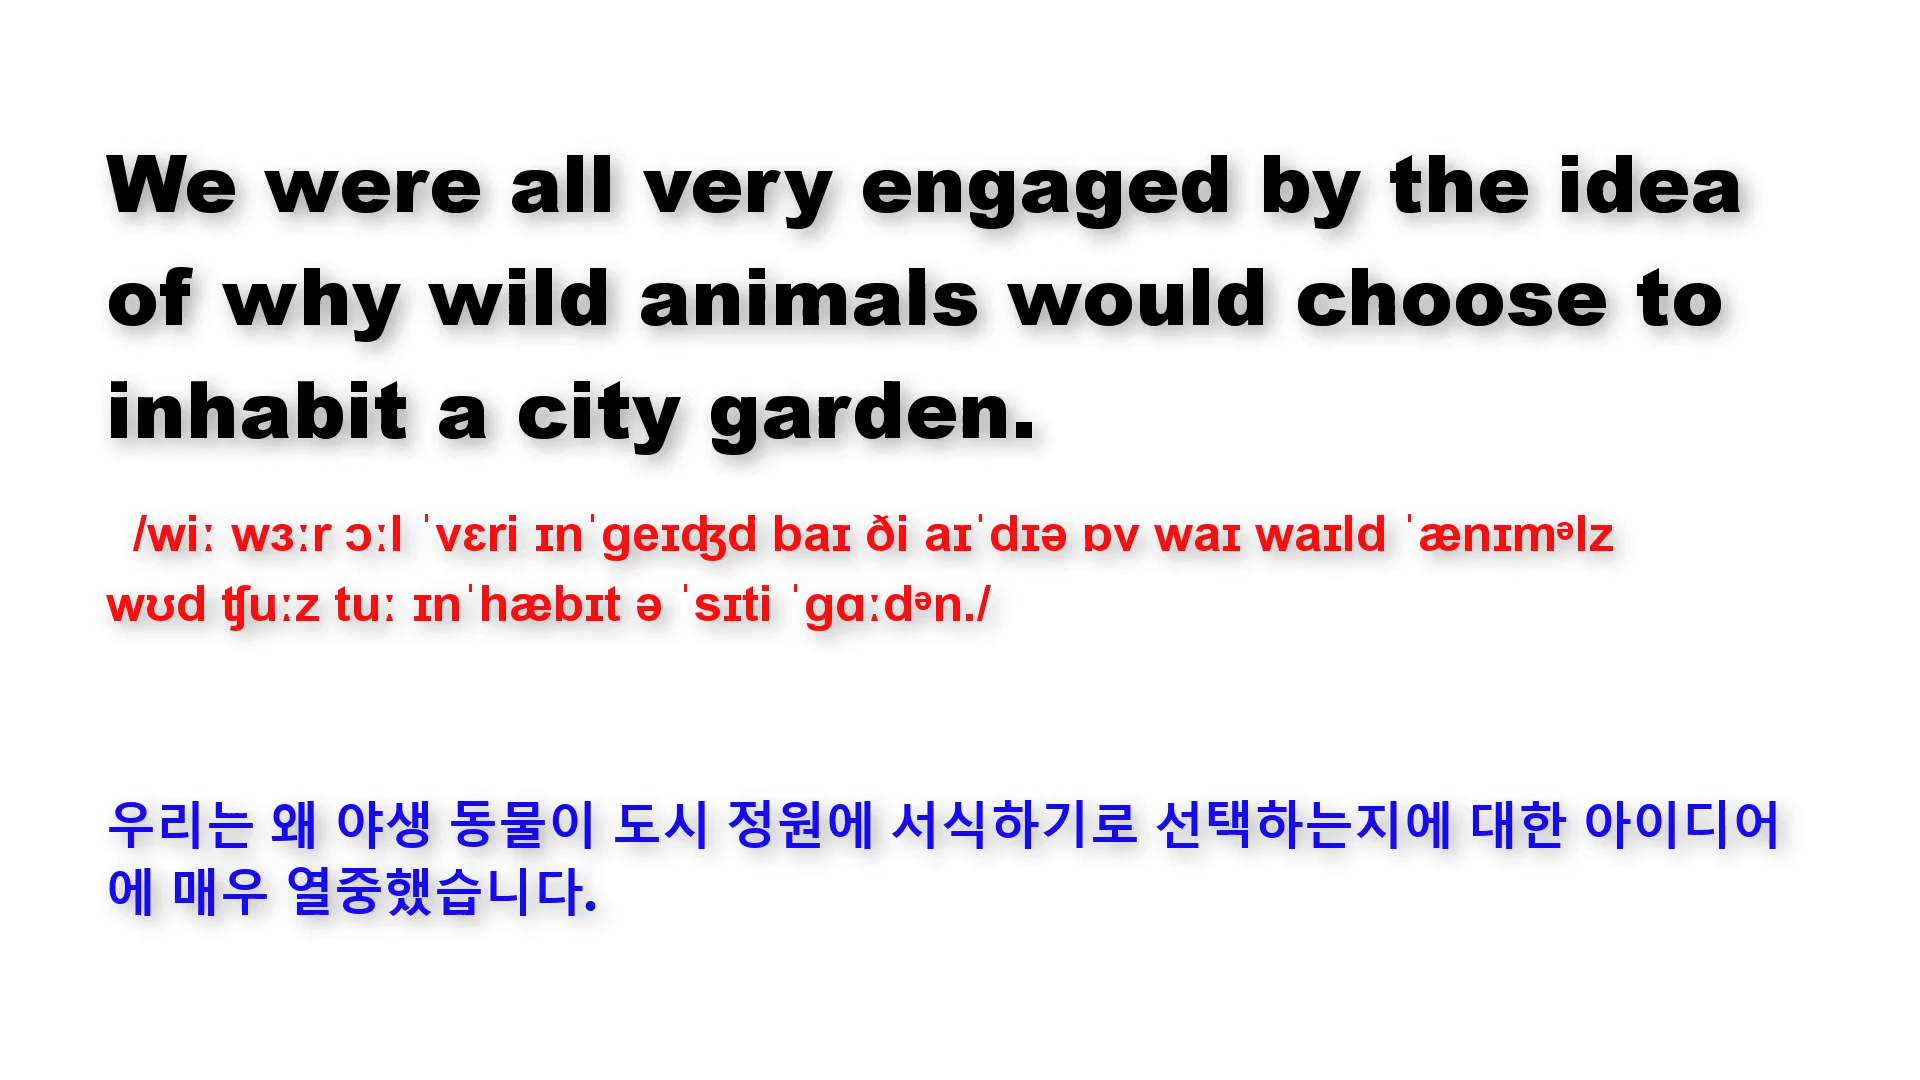 We were all very engaged by the idea
of why wild animals would choose to
inhabit a city garden.
/wiː wɜːr ɔːl ˈvɛri ɪnˈgeɪʤd baɪ ði aɪˈdɪə ɒv waɪ waɪld ˈænɪmᵊlz
wʊd ʧuːz tuː ɪnˈhæbɪt ə ˈsɪti ˈgɑːdᵊn./
우리는 왜 야생 동물이 도시 정원에 서식하기로 선택하는지에 대한 아이디어
에 매우 열중했습니다.